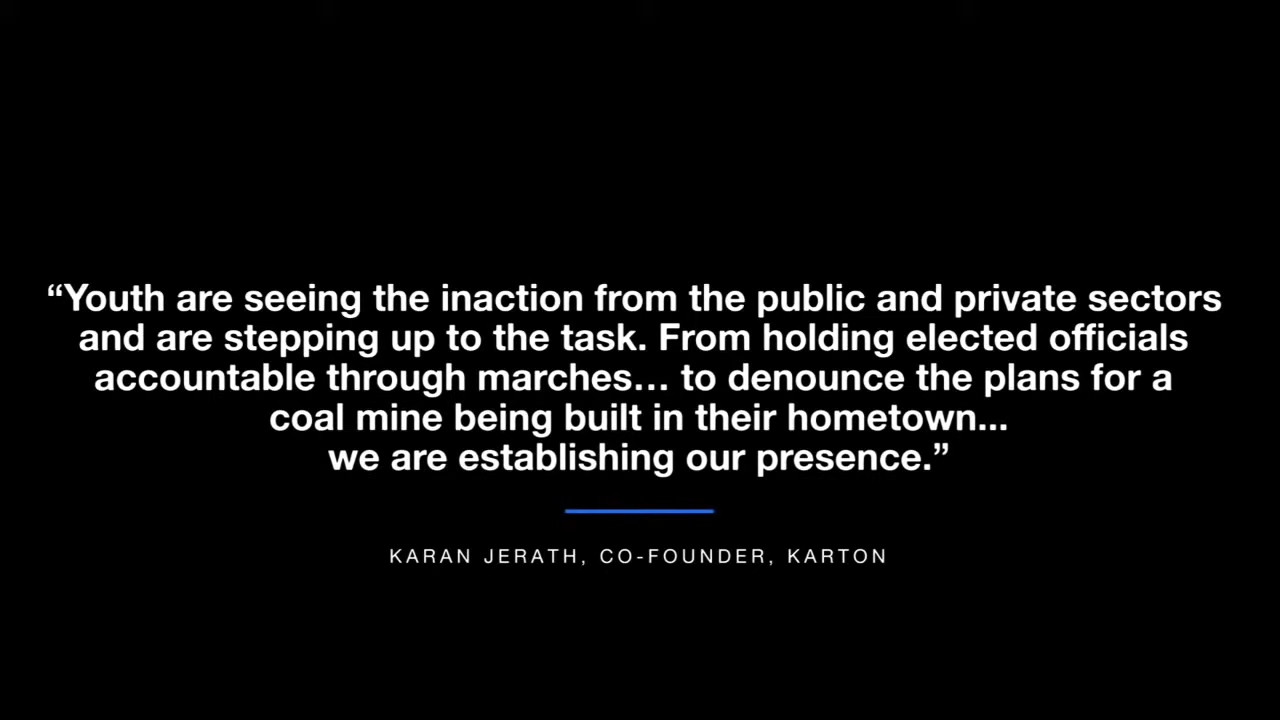 “Youth are seeing the inaction from the public and private sectors
and are stepping up to the task. From holding elected officials
accountable through marches… to denounce the plans for a
coal mine being built in their hometown...
we are establishing our presence.”
KARAN JERATH, CO-FOUNDER, KARTON